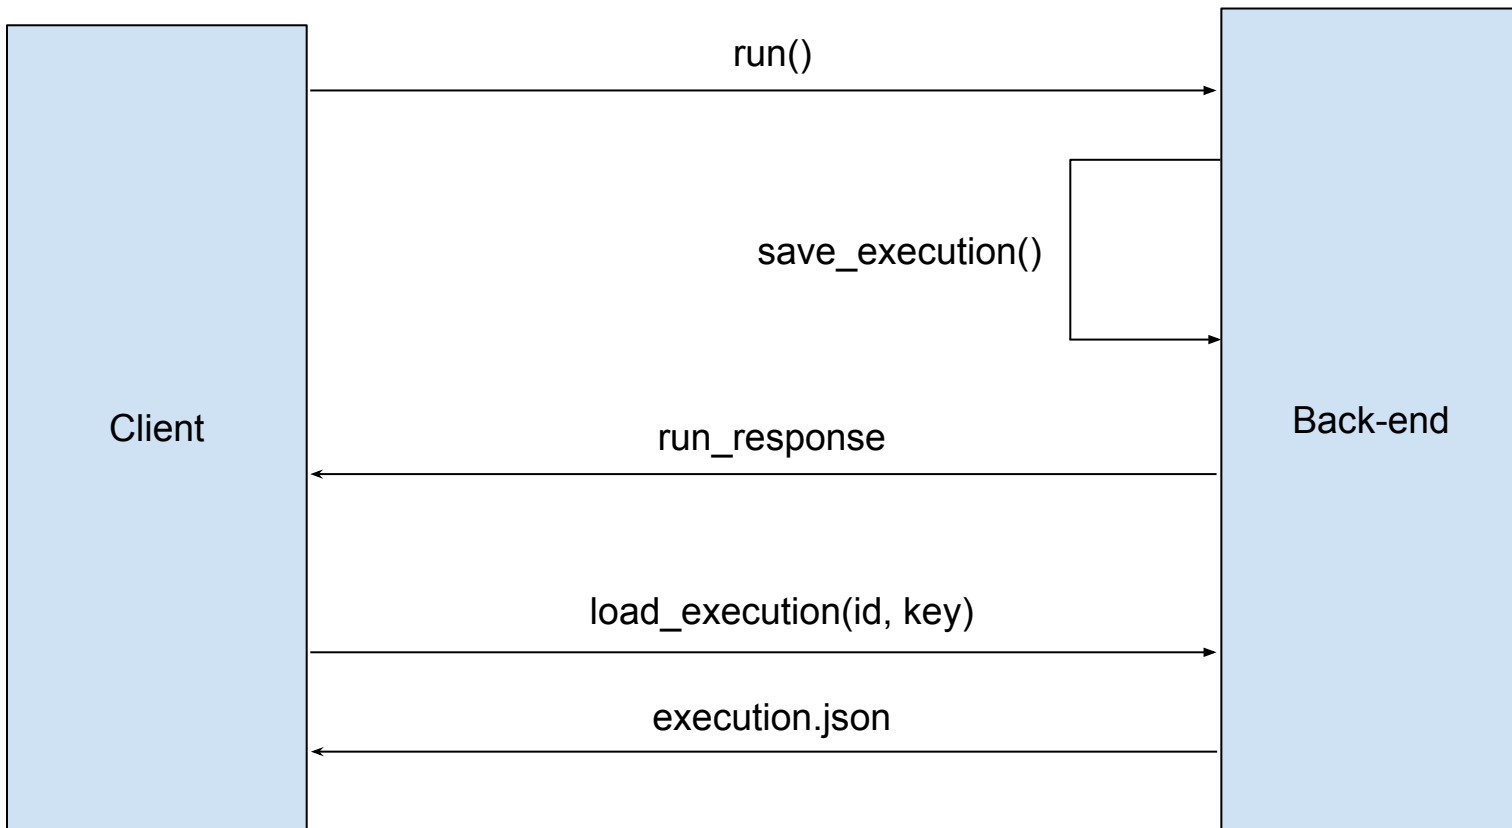 run()
save_execution()
Client
Back-end
run_response
load_execution(id, key)
execution.json